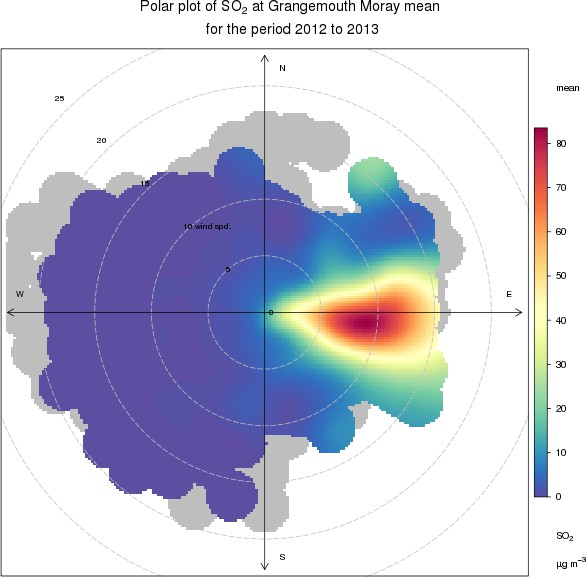 Polar plot of SO₂ at Grangemouth Moray mean
for the period 2012 to 2013
25
20
15
10 wind spd.
5
0
N
W
E
S
mean
80
70
60
50
40
30
20
10
0
SO₂
µg m⁻³